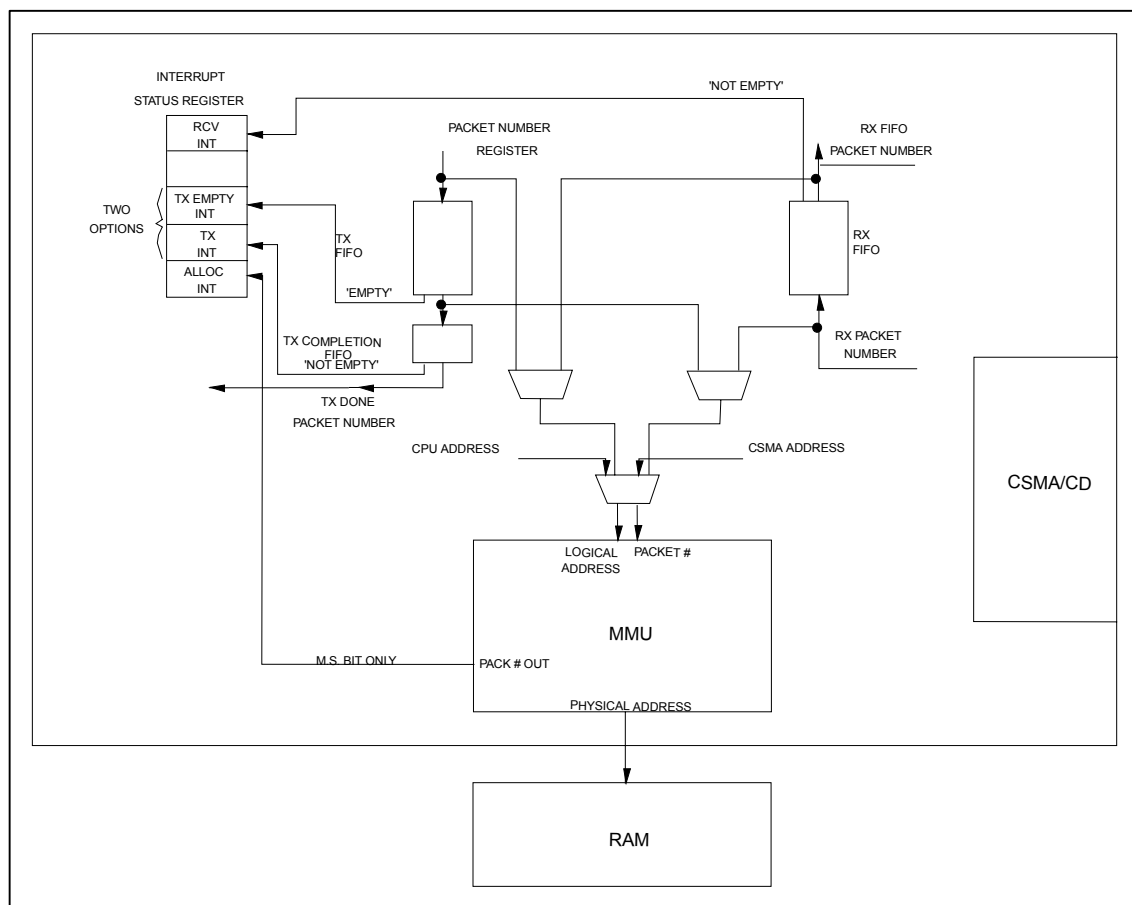 INTERRUPT
STATUS REGISTER
'NOT EMPTY'
RCV
INT
PACKET NUMBER
REGISTER
RX FIFO
PACKET NUMBER
TWO
OPTIONS
TX EMPTY
INT
TX
INT
ALLOC
INT
TX
FIFO
RX
FIFO
'EMPTY'
TX COMPLETION
FIFO
'NOT EMPTY'
RX PACKET
NUMBER
TX DONE
PACKET NUMBER
CPU ADDRESS
CSMA ADDRESS
CSMA/CD
LOGICAL
ADDRESS
PACKET #
MMU
M.S. BIT ONLY
PACK # OUT
PHYSICAL ADDRESS
RAM